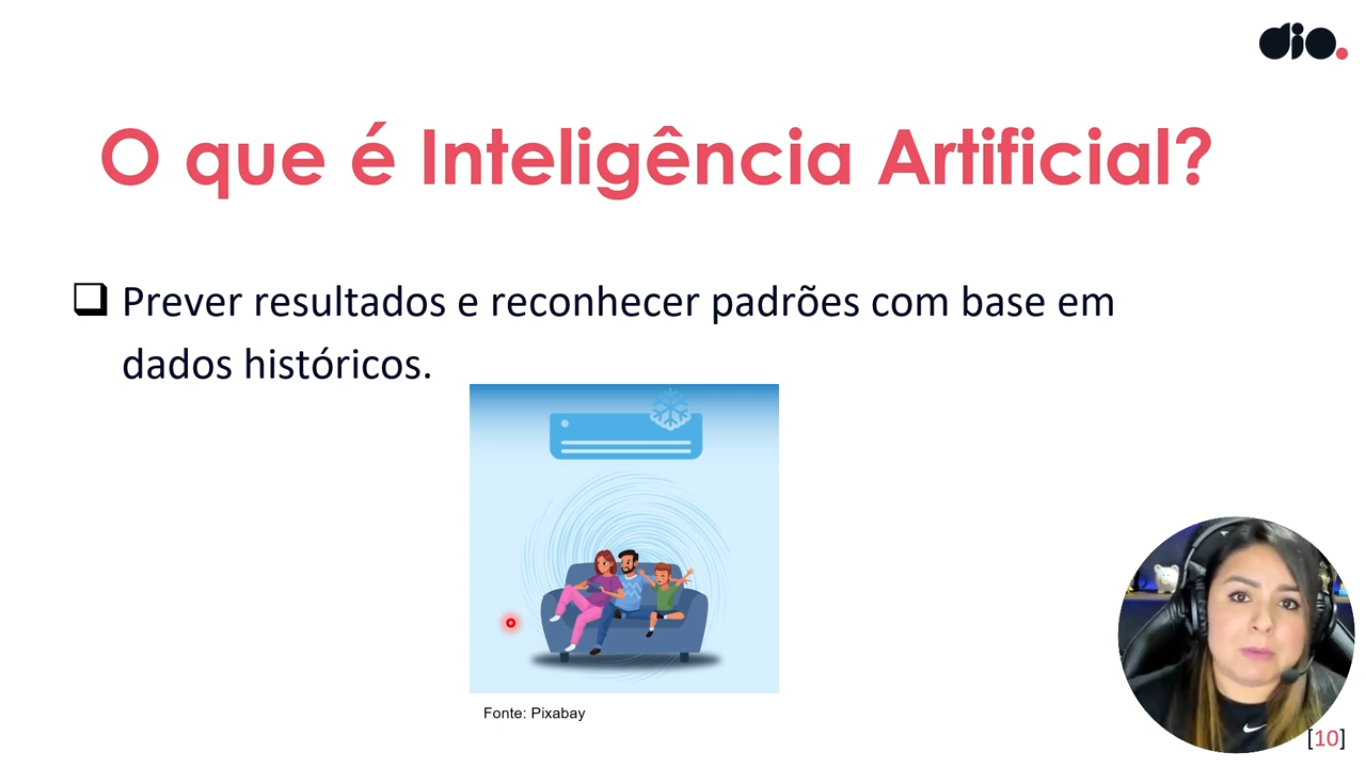 dio.
O que é Inteligência Artificial?
Prever resultados e reconhecer padrões com base em
dados históricos.
Fonte: Pixabay
[10]